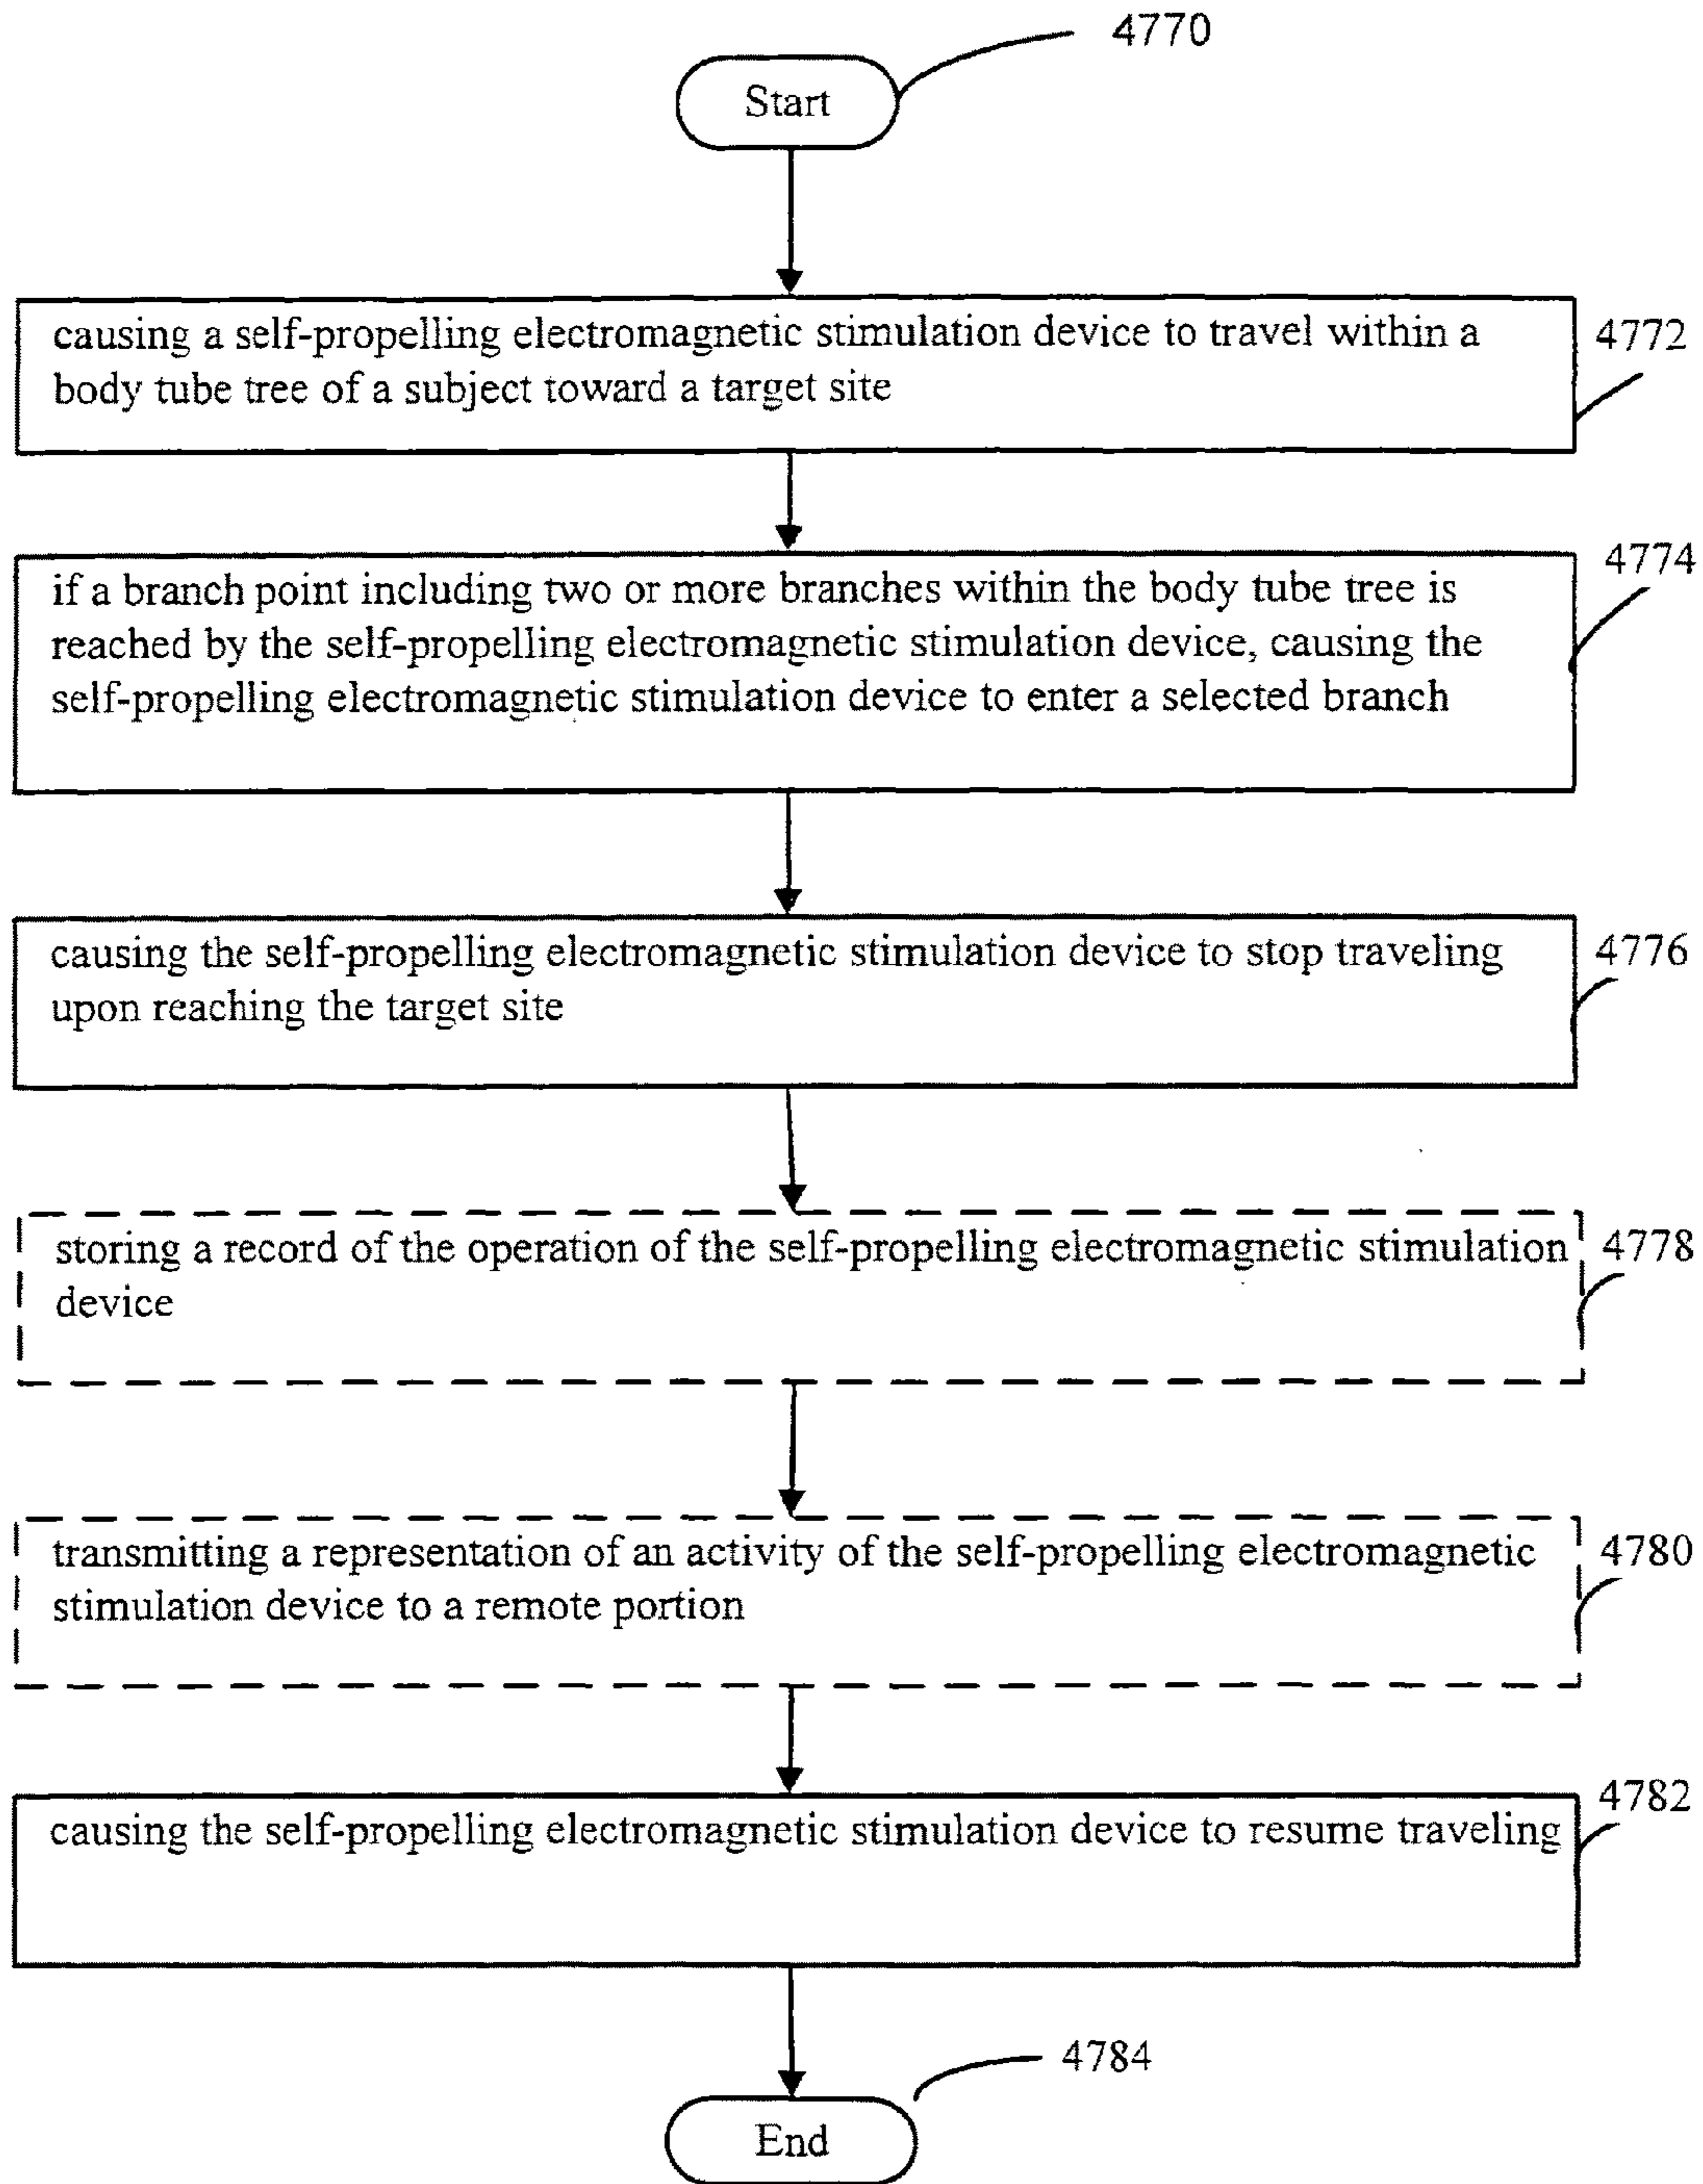 4770
Start
causing a self-propelling electromagnetic stimulation device to travel within a
body tube tree of a subject toward a target site
4772
if a branch point including two or more branches within the body tube tree is
reached by the self-propelling electromagnetic stimulation device, causing the
self-propelling electromagnetic stimulation device to enter a selected branch
4774
causing the self-propelling electromagnetic stimulation device to stop traveling
upon reaching the target site
4776
storing a record of the operation of the self-propelling electromagnetic stimulation
device
4778
transmitting a representation of an activity of the self-propelling electromagnetic
stimulation device to a remote portion
4780
causing the self-propelling electromagnetic stimulation device to resume traveling
4782
4784
End